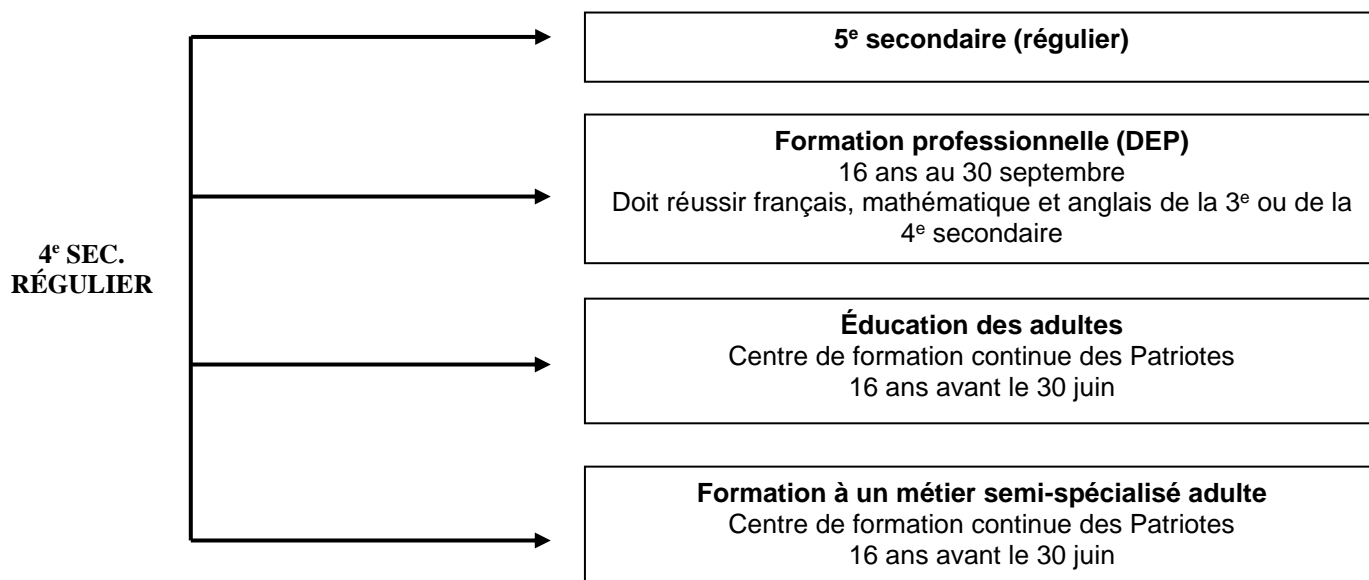 5e secondaire (régulier)
Formation professionnelle (DEP)
16 ans au 30 septembre
Doit réussir français, mathématique et anglais de la 3e ou de la
4e secondaire
4e SEC.
RÉGULIER
Éducation des adultes
Centre de formation continue des Patriotes
16 ans avant le 30 juin
Formation à un métier semi-spécialisé adulte
Centre de formation continue des Patriotes
16 ans avant le 30 juin